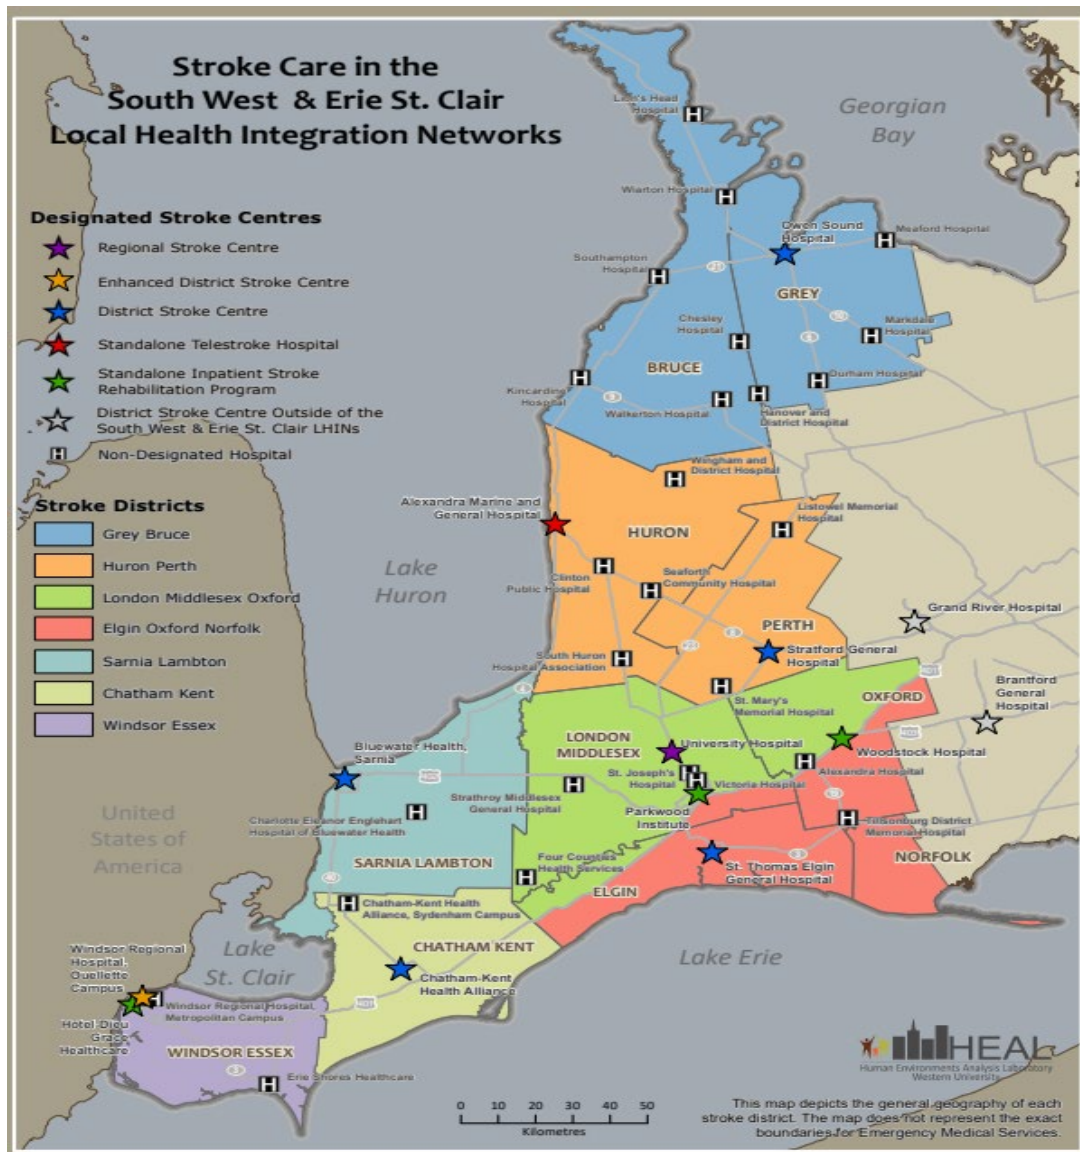 Stroke Care in the
South West & Erie St. Clair
Local Health Integration Networks
Designated Stroke Centres
Regional Stroke Centre
Enhanced District Stroke Centre
District Stroke Centre
Standalone Telestroke Hospital
Standalone Inpatient Stroke
Rehabilitation Program
District Stroke Centre Outside of the
South West & Erie St. Clair LHINs
H Non-Designated Hospital
Stroke Districts
Grey Bruce
Huron Perth
London Middlesex Oxford
Elgin Oxford Norfolk
Sarnia Lambton
Chatham Kent
Windsor Essex
Georgian
Bay
Lion's Head
Hospital
Wiarton Hospital
Owen Sound
Hospital
Meaford Hospital
Southampton
Hospital
GREY
Chesley
Hospital
Markdale
Hospital
BRUCE
Durham Hospital
Kincardine
Hospital
Walkerton Hospital
Hanover and
District Hospital
Wingham and
District Hospital
Alexandra Marine and
General Hospital
Listowel Memorial
Hospital
HURON
Lake
Huron
Clinton
Public Hospital
Seaforth
Community Hospital
Grand River Hospital
PERTH
Stratford General
Hospital
South Huron
Hospital Association
St. Mary's
Memorial Hospital
OXFORD
Brantford
General
Hospital
LONDON
MIDDLESEX
University Hospital
Woodstock Hospital
Bluewater Health,
Sarnia
St. Joseph's
Hospital
Victoria Hospital
Alexandra Hospital
Strathroy Middlesex
General Hospital
Parkwood
Institute
Charlotte Eleanor Englehart
Hospital of Bluewater Health
Tillsonburg District
Memorial Hospital
United
States of
America
SARNIA LAMBTON
Four Counties
Health Services
St. Thomas Elgin
General Hospital
NORFOLK
ELGIN
Chatham-Kent Health
Alliance, Sydenham Campus
CHATHAM KENT
Lake
St. Clair
Lake Erie
Chatham-Kent
Health Alliance
Windsor Regional
Hospital,
Ouellette
Campus
Windsor Regional Hospital,
Metropolitan Campus
Hotel Dieu
Grace
Healthcare
WINDSOR ESSEX
Erie Shores Healthcare
0 10 20 30 40 50
Kilometres
HEAL
Human Environments Analysis Laboratory
Western University
This map depicts the general geography of each
stroke district. The map does not represent the exact
boundaries for Emergency Medical Services.